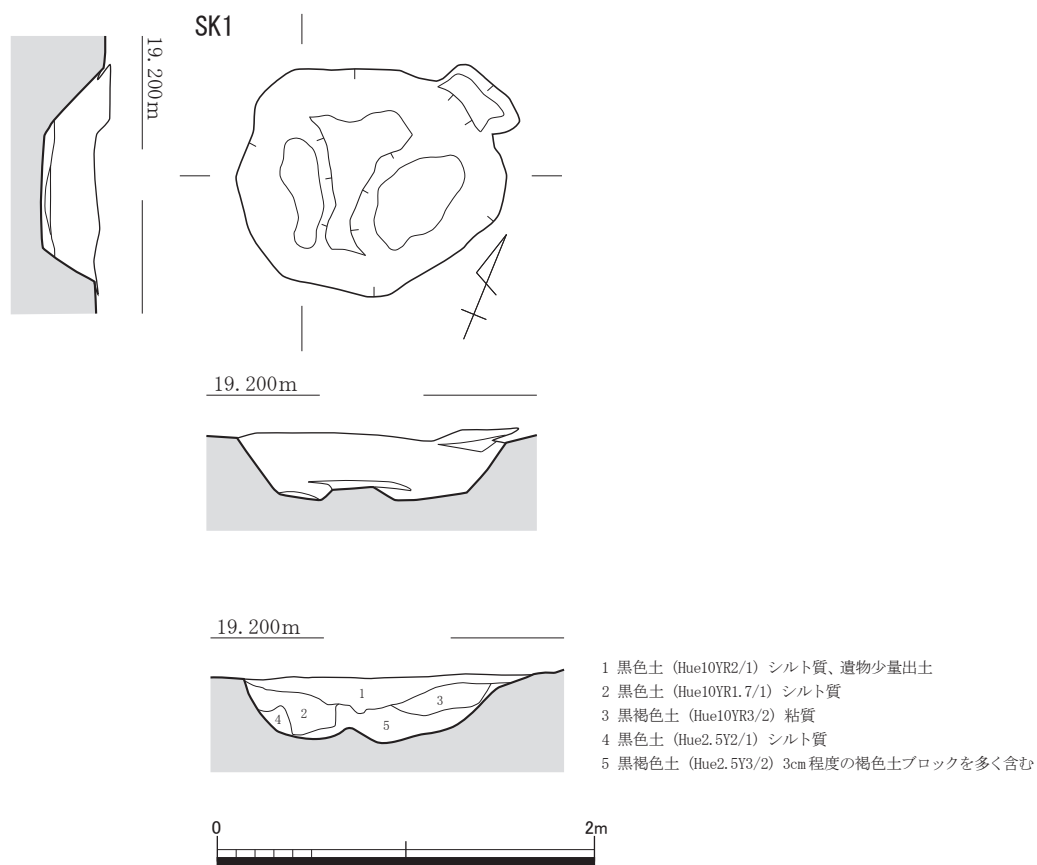 SK1
19.200m
19.200m
19.200m
1
2
3
4
5
1 黒色土（Hue10YR2/1）シルト質、遺物少量出土
2 黒色土（Hue10YR1.7/1）シルト質
3 黒褐色土（Hue10YR3/2）粘質
4 黒色土（Hue2.5Y2/1）シルト質
5 黒褐色土（Hue2.5Y3/2）3cm程度の褐色土ブロックを多く含む
0 2m